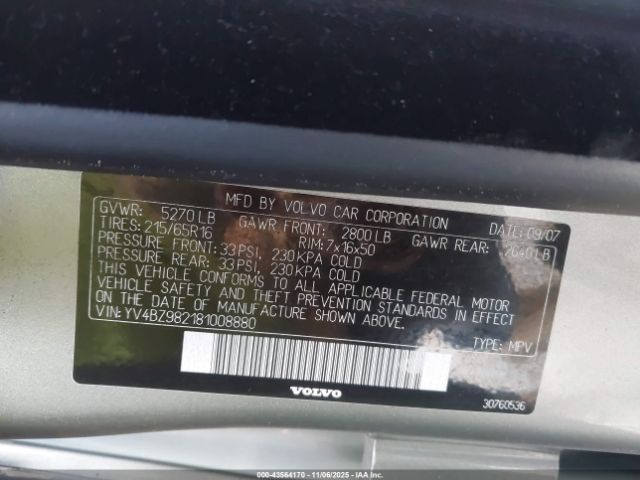 MFD BY VOLVO CAR CORPORATION DATE: 09/07
GVWR: 5270 LB GAWR FRONT: 2800 LB GAWR REAR: 2640 LB
TIRES: 215/65R16 RIM: 7x16x50
PRESSURE FRONT: 33 PSI, 230 KPA COLD
PRESSURE REAR: 33 PSI, 230 KPA COLD
THIS VEHICLE CONFORMS TO ALL APPLICABLE FEDERAL MOTOR
VEHICLE SAFETY AND THEFT PREVENTION STANDARDS IN EFFECT
ON THE DATE OF MANUFACTURE SHOWN ABOVE.
VIN: YV4BZ982181008880
TYPE: MPV
VOLVO
30760536
000-43564170 - 11/06/2025 - WWW.IAAI.COM